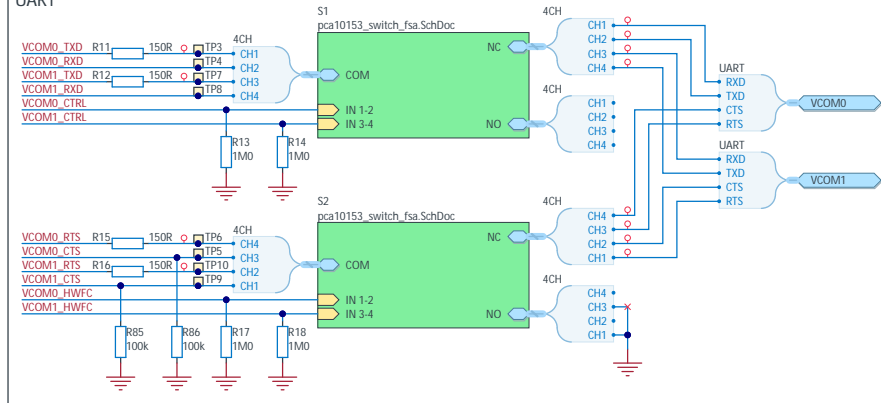 UART
S1
pca10153_switch_fsa.SchDoc
4CH
VCOM0_TXD R11 150R TP3 4CH
VCOM0_RXD TP4 CH1
VCOM1_TXD R12 150R TP7 CH2
VCOM1_RXD TP8 CH3
VCOM0_CTRL CH4
VCOM1_CTRL
COM
IN 1-2
IN 3-4
NC
NO
CH1
CH2
CH3
CH4
4CH
CH1
CH2
CH3
CH4
R13
1M0
R14
1M0
UART
RXD
TXD
CTS
RTS
VCOM0
UART
RXD
TXD
CTS
RTS
VCOM1
S2
pca10153_switch_fsa.SchDoc
4CH
VCOM0_RTS R15 150R TP6 4CH
VCOM0_CTS TP5 CH4
VCOM1_RTS R16 150R TP10 CH3
VCOM1_CTS TP9 CH2
VCOM0_HWFC CH1
VCOM1_HWFC
COM
IN 1-2
IN 3-4
NC
NO
CH4
CH3
CH2
CH1
4CH
CH4
CH3
CH2
CH1
R85
100k
R86
100k
R17
1M0
R18
1M0